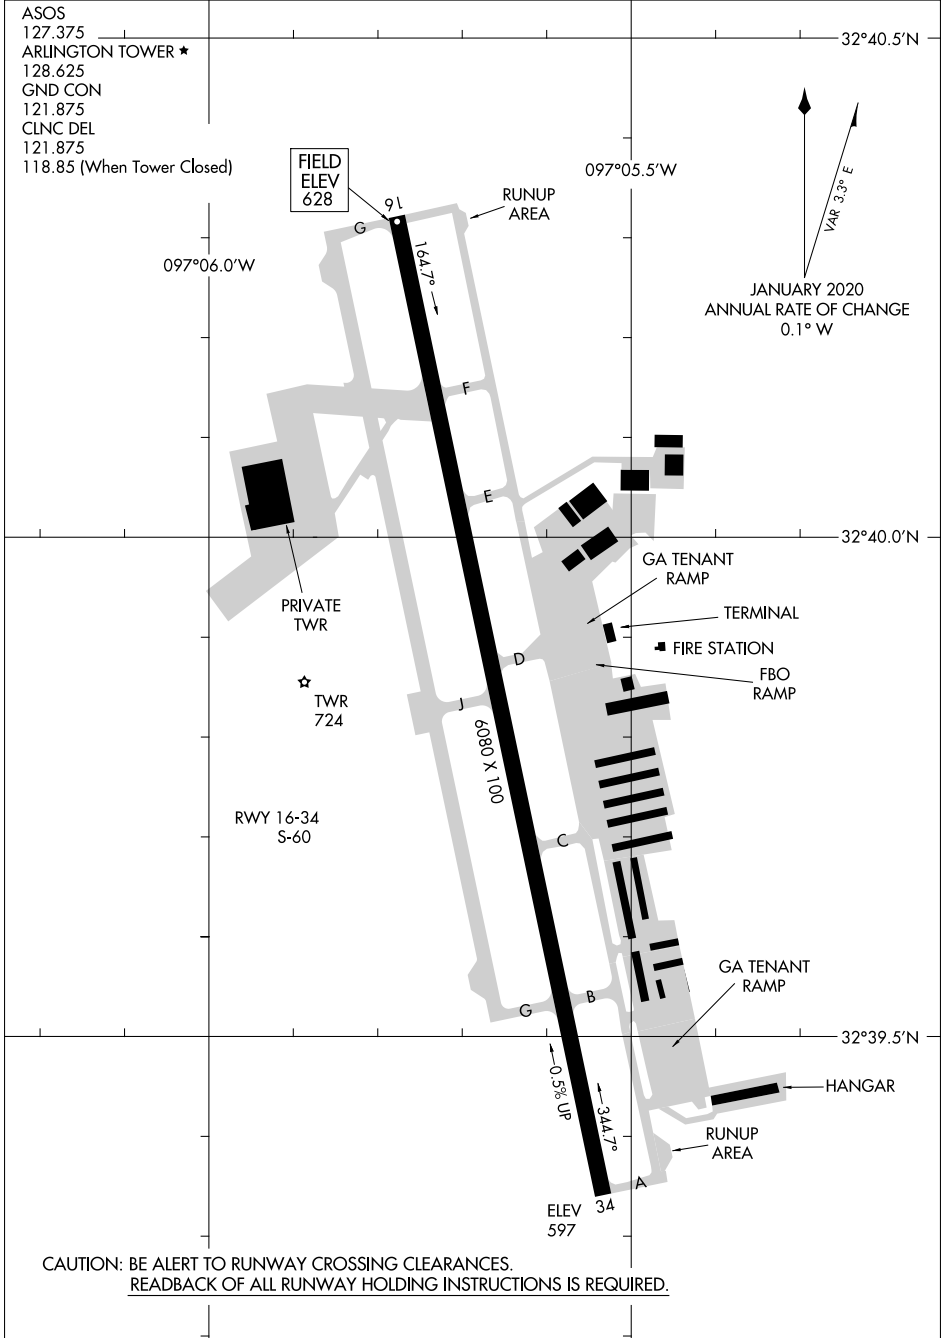 ASOS
127.375
ARLINGTON TOWER ★
128.625
GND CON
121.875
CLNC DEL
121.875
118.85 (When Tower Closed)
32°40.5'N
FIELD
ELEV
628
097°05.5'W
VAR 3.3° E
RUNUP
AREA
16
G
164.7°
097°06.0'W
JANUARY 2020
ANNUAL RATE OF CHANGE
0.1° W
F
E
32°40.0'N
GA TENANT
RAMP
PRIVATE
TWR
TERMINAL
FIRE STATION
D
FBO
RAMP
TWR
724
J
6080 X 100
RWY 16-34
S-60
C
GA TENANT
RAMP
B
G
32°39.5'N
0.5% UP
344.7°
HANGAR
RUNUP
AREA
A
34
ELEV
597
CAUTION: BE ALERT TO RUNWAY CROSSING CLEARANCES.
READBACK OF ALL RUNWAY HOLDING INSTRUCTIONS IS REQUIRED.